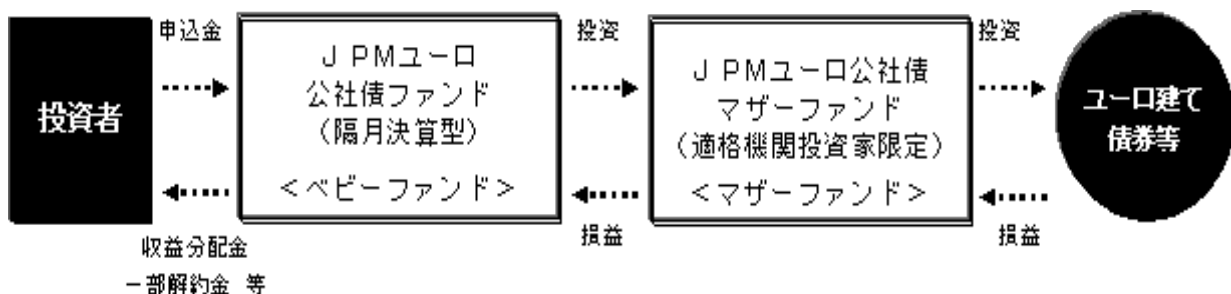 投資者
申込金
収益分配金
一部解約金 等
JPMユーロ
公社債ファンド
(隔月決算型)
<ベビーファンド>
投資
損益
JPMユーロ公社債
マザーファンド
(適格機関投資家限定)
<マザーファンド>
投資
損益
ユーロ建て
債券等